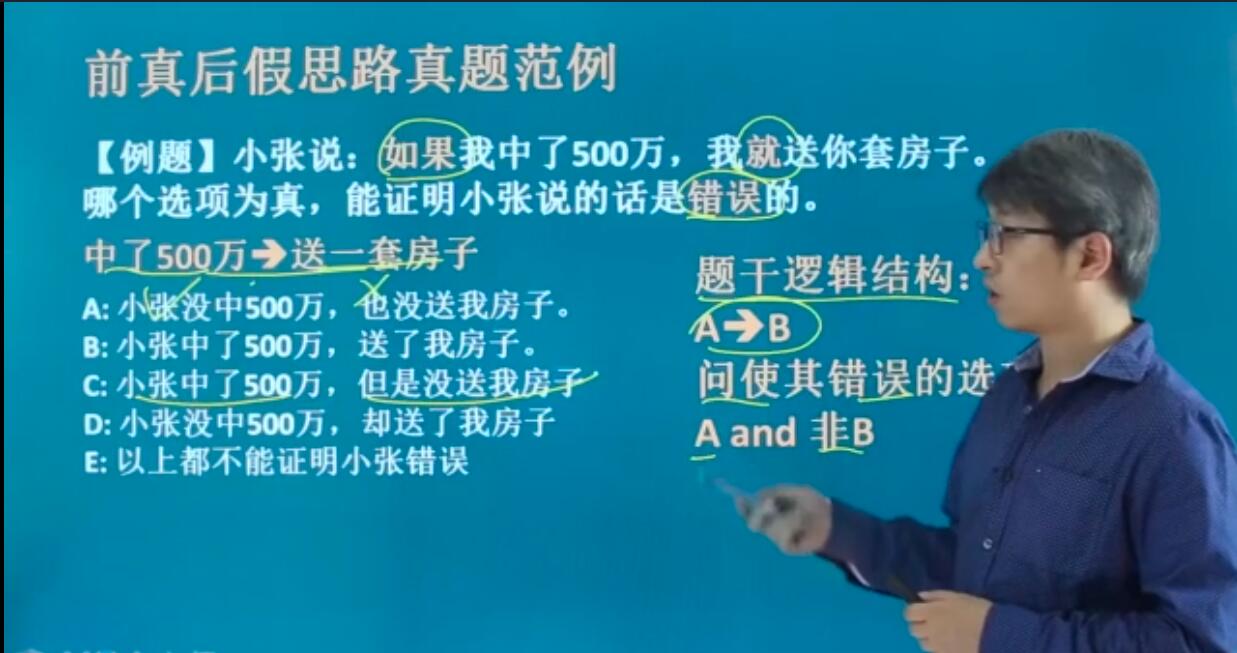 前真后假思路真题范例
【例题】小张说：如果我中了500万，我就送你套房子。
哪个选项为真，能证明小张说的话是错误的。
中了500万➔送一套房子
A: 小张没中500万，也没送我房子。
B: 小张中了500万，送了我房子。
C: 小张中了500万，但是没送我房子
D: 小张没中500万，却送了我房子
E: 以上都不能证明小张错误
题干逻辑结构：
A➔B
问使其错误的选
A and 非B